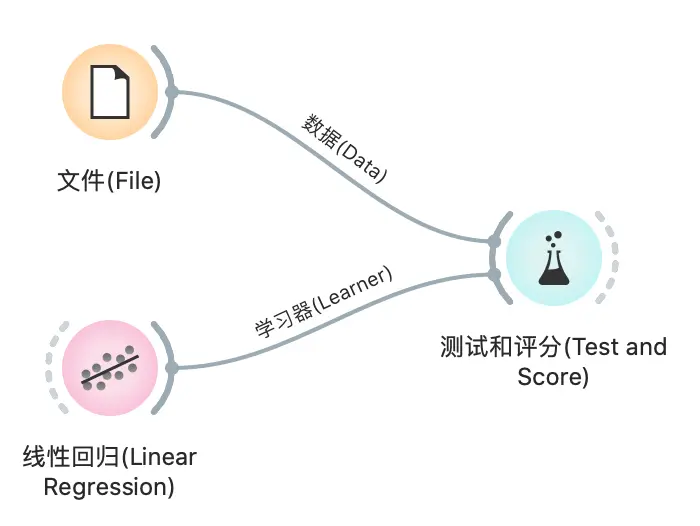 文件(File)
数据(Data)
学习器(Learner)
测试和评分(Test and
Score)
线性回归(Linear
Regression)